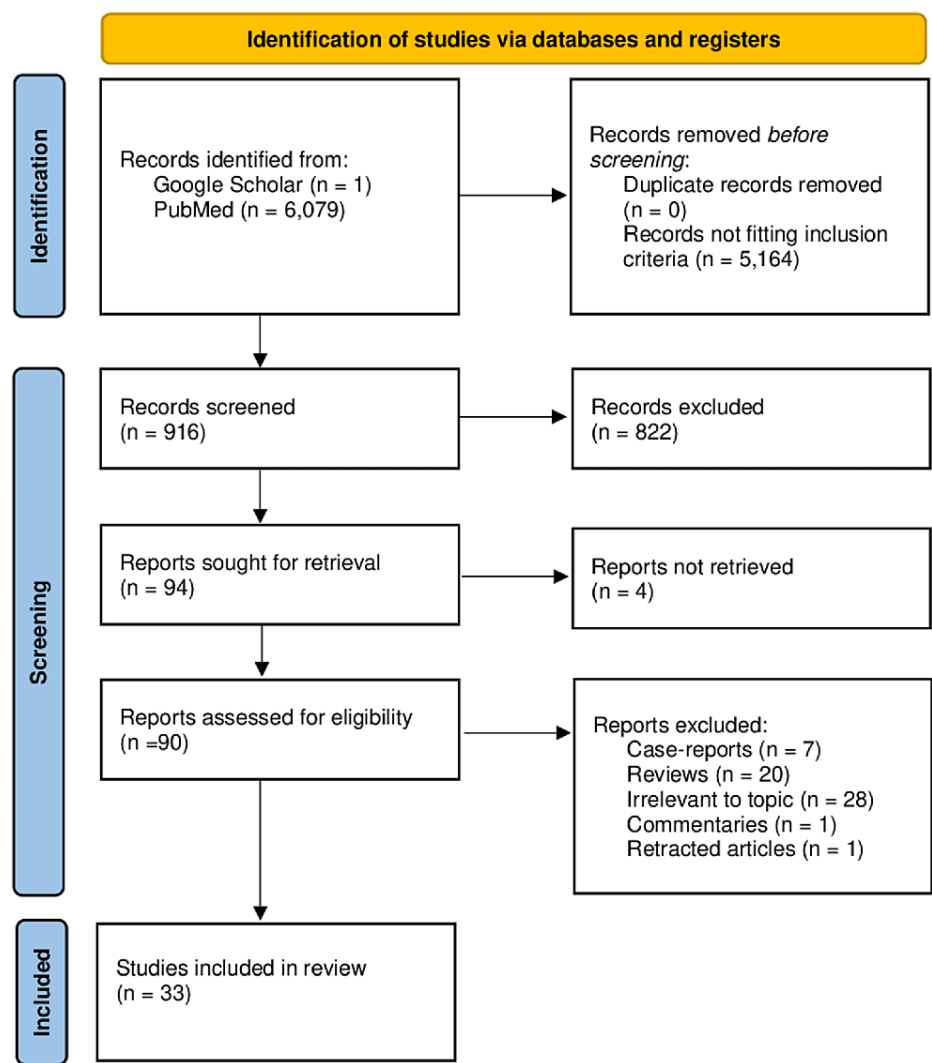 Identification of studies via databases and registers
Identification
Records identified from:
Google Scholar (n = 1)
PubMed (n = 6,079)
Records removed before
screening:
Duplicate records removed
(n = 0)
Records not fitting inclusion
criteria (n = 5,164)
Screening
Records screened
(n = 916)
Records excluded
(n = 822)
Reports sought for retrieval
(n = 94)
Reports not retrieved
(n = 4)
Reports assessed for eligibility
(n =90)
Reports excluded:
Case-reports (n = 7)
Reviews (n = 20)
Irrelevant to topic (n = 28)
Commentaries (n = 1)
Retracted articles (n = 1)
Included
Studies included in review
(n = 33)